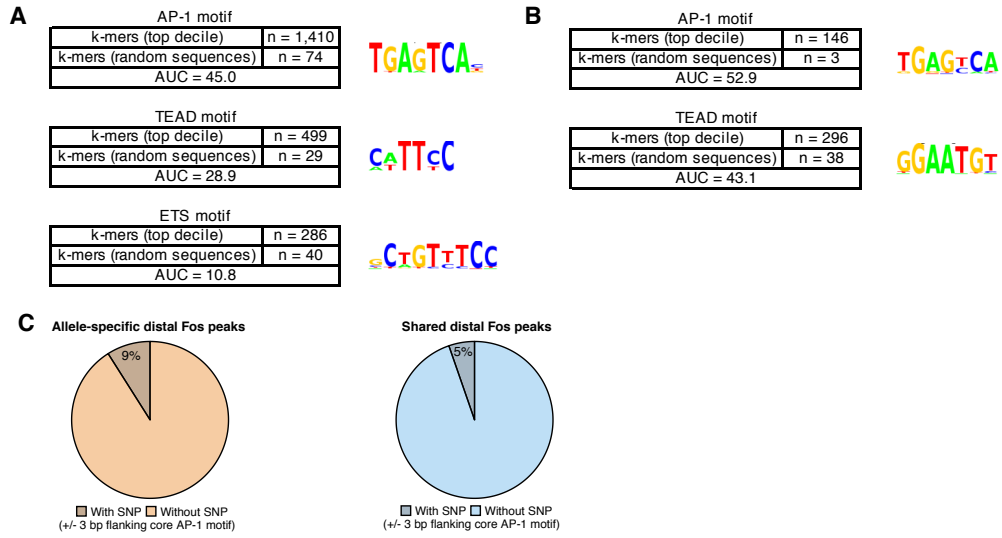 A
AP-1 motif
k-mers (top decile) n = 1,410
k-mers (random sequences) n = 74
AUC = 45.0
TGAGTCA
TEAD motif
k-mers (top decile) n = 499
k-mers (random sequences) n = 29
AUC = 28.9
CATTCC
ETS motif
k-mers (top decile) n = 286
k-mers (random sequences) n = 40
AUC = 10.8
GCTGTTTCC
B
AP-1 motif
k-mers (top decile) n = 146
k-mers (random sequences) n = 3
AUC = 52.9
TGAGTCA
TEAD motif
k-mers (top decile) n = 296
k-mers (random sequences) n = 38
AUC = 43.1
GGAATGT
C
Allele-specific distal Fos peaks
9%
With SNP Without SNP
(+/- 3 bp flanking core AP-1 motif)
Shared distal Fos peaks
5%
With SNP Without SNP
(+/- 3 bp flanking core AP-1 motif)